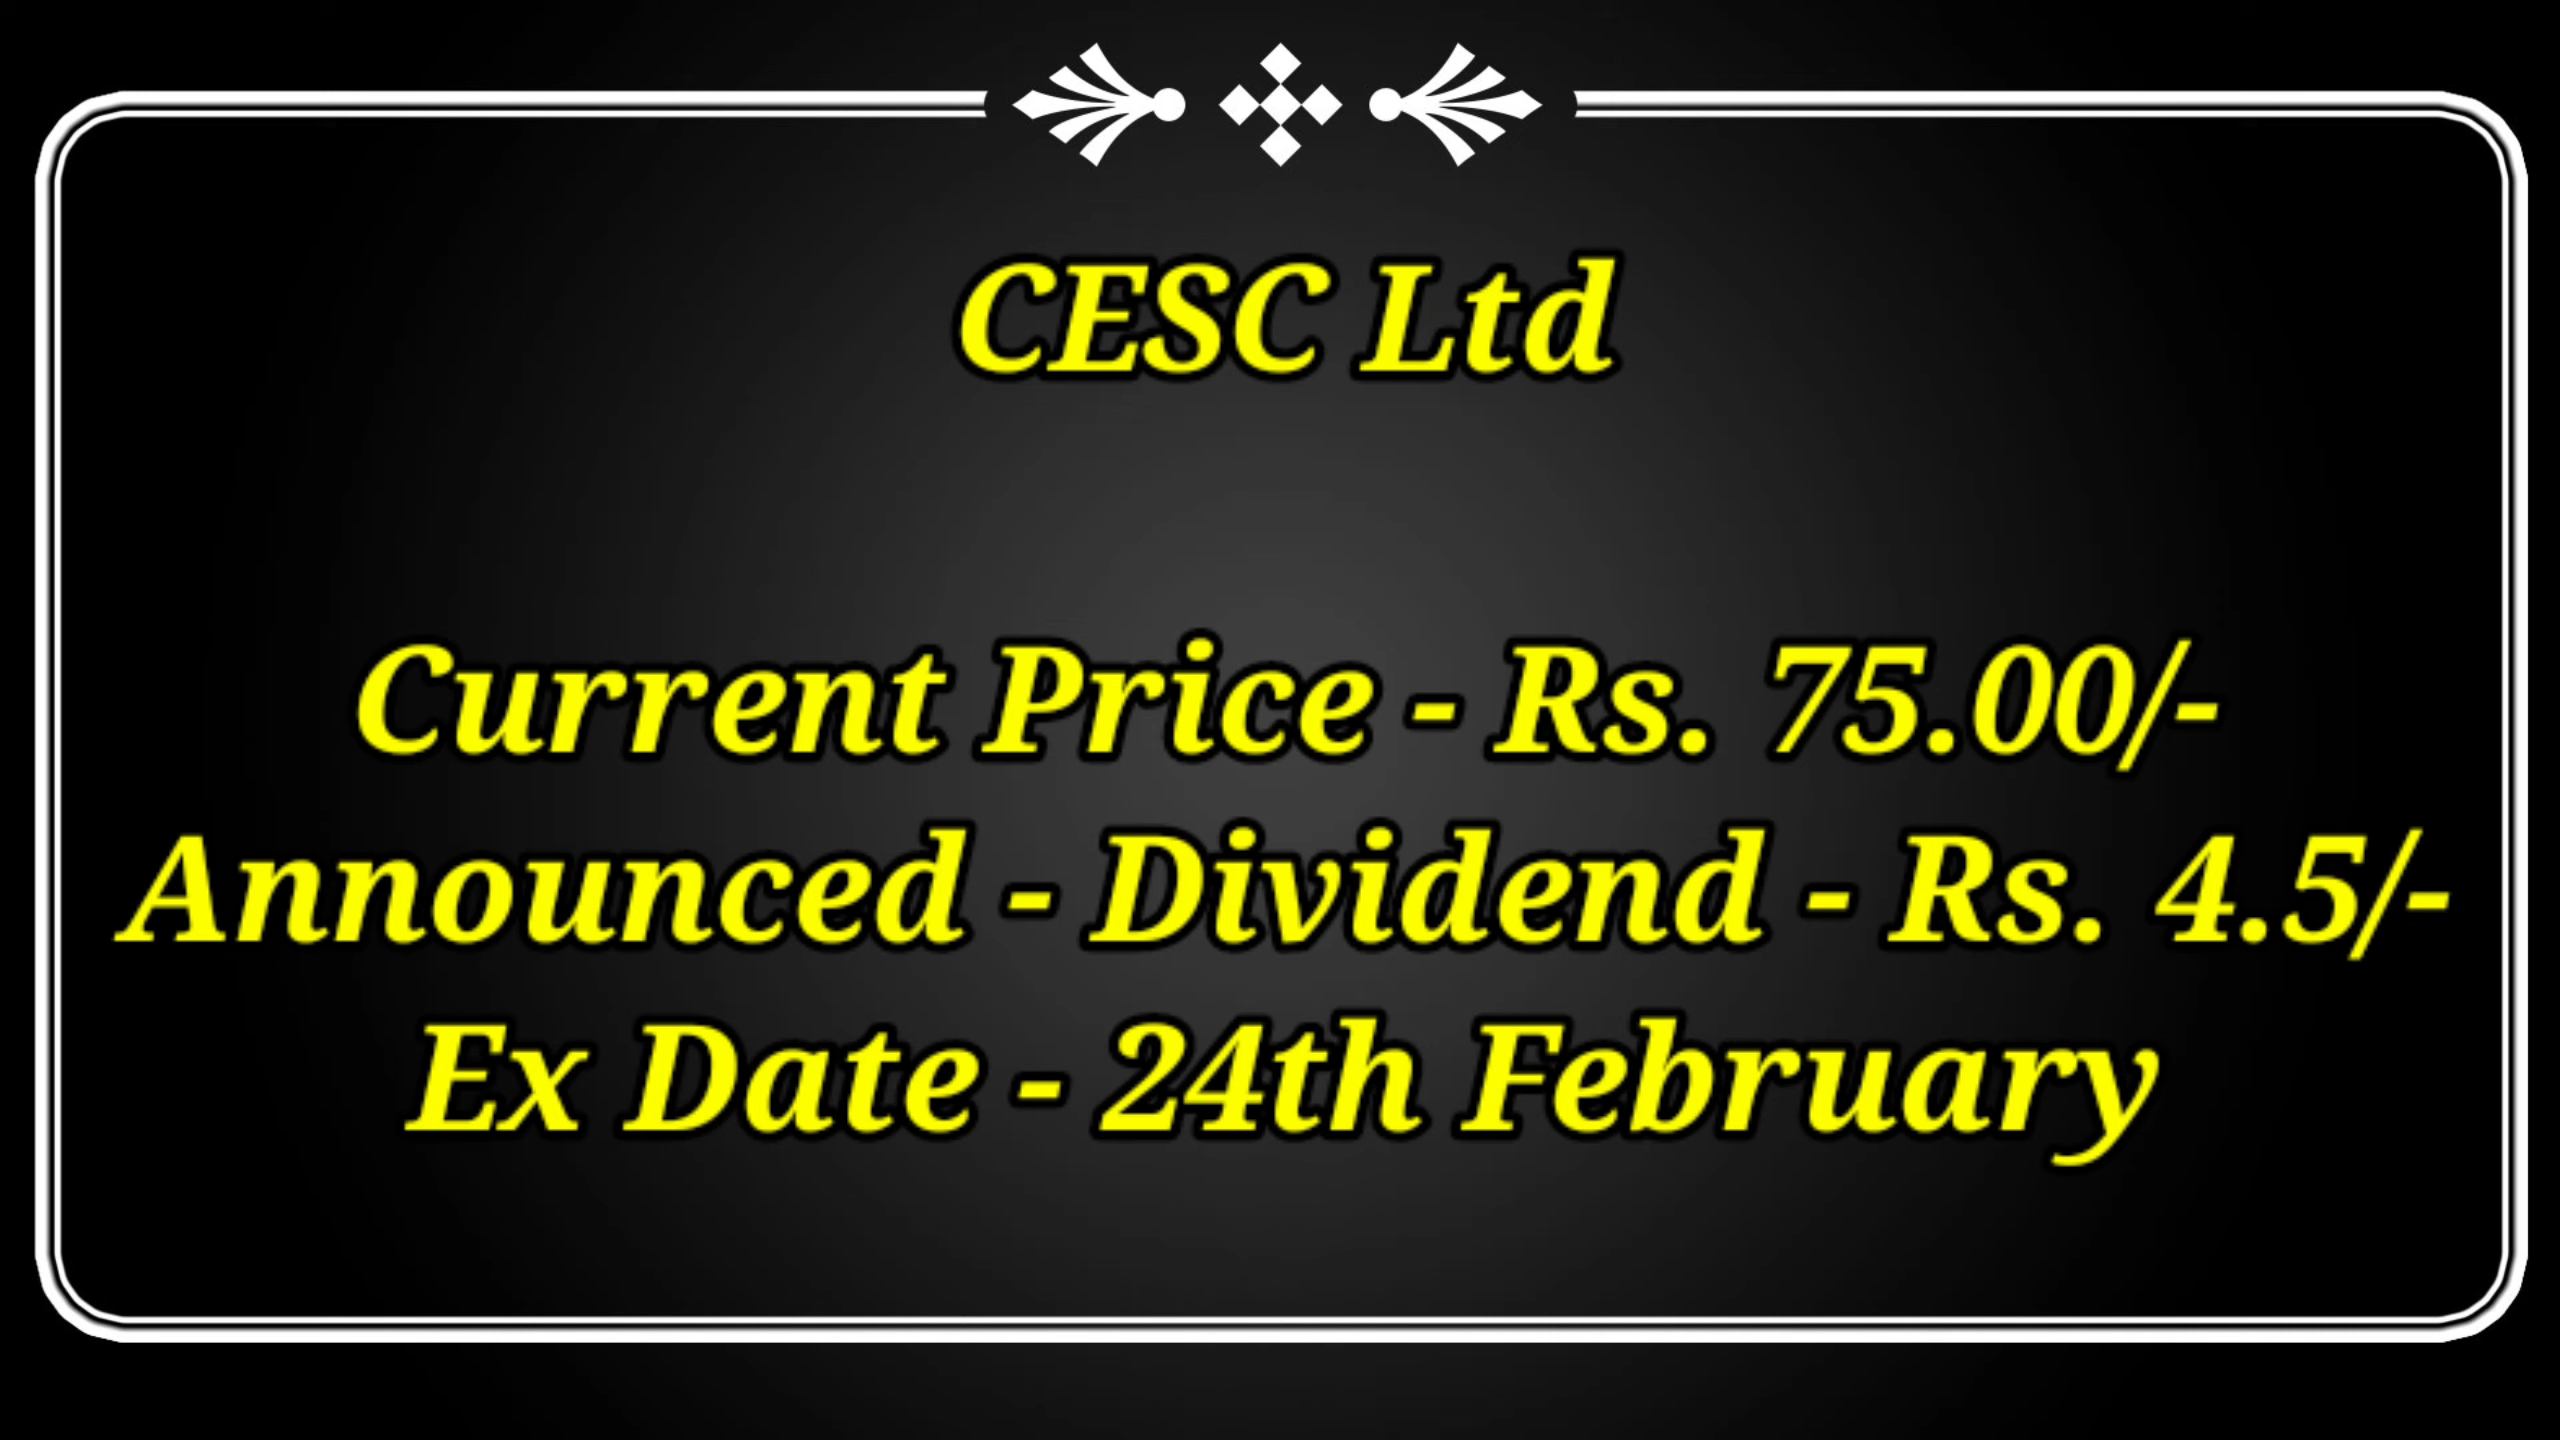 CESC Ltd
Current Price - Rs. 75.00/-
Announced - Dividend - Rs. 4.5/-
Ex Date - 24th February